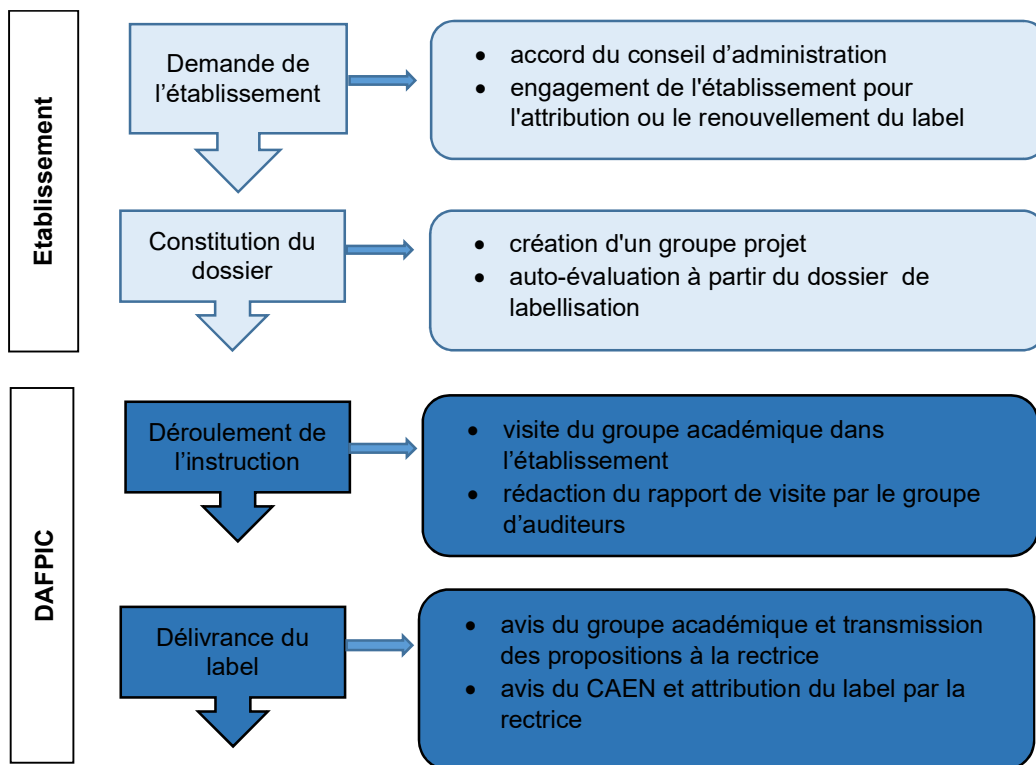 Etablissement
Demande de
l’établissement
• accord du conseil d’administration
• engagement de l'établissement pour
l'attribution ou le renouvellement du label
Constitution du
dossier
• création d'un groupe projet
• auto-évaluation à partir du dossier de
labellisation
DAFPIC
Déroulement de
l’instruction
• visite du groupe académique dans
l’établissement
• rédaction du rapport de visite par le groupe
d’auditeurs
Délivrance du
label
• avis du groupe académique et transmission
des propositions à la rectrice
• avis du CAEN et attribution du label par la
rectrice